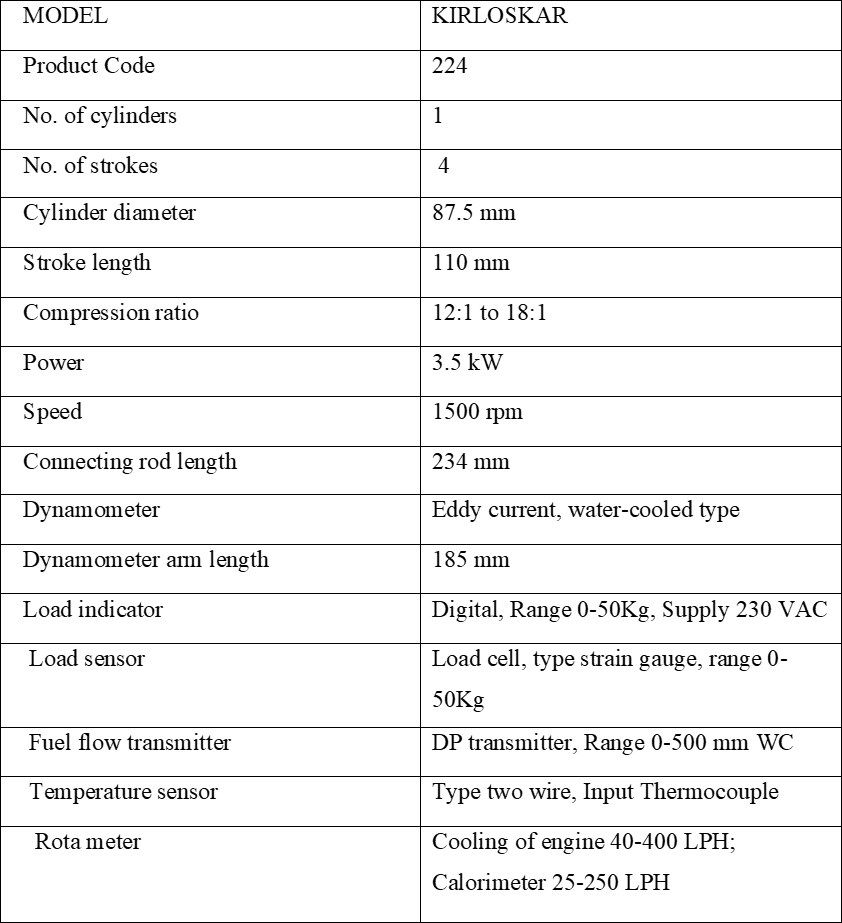 MODEL KIRLOSKAR
Product Code 224
No. of cylinders 1
No. of strokes 4
Cylinder diameter 87.5 mm
Stroke length 110 mm
Compression ratio 12:1 to 18:1
Power 3.5 kW
Speed 1500 rpm
Connecting rod length 234 mm
Dynamometer Eddy current, water-cooled type
Dynamometer arm length 185 mm
Load indicator Digital, Range 0-50Kg, Supply 230 VAC
Load sensor Load cell, type strain gauge, range 0-
50Kg
Fuel flow transmitter DP transmitter, Range 0-500 mm WC
Temperature sensor Type two wire, Input Thermocouple
Rota meter Cooling of engine 40-400 LPH;
Calorimeter 25-250 LPH